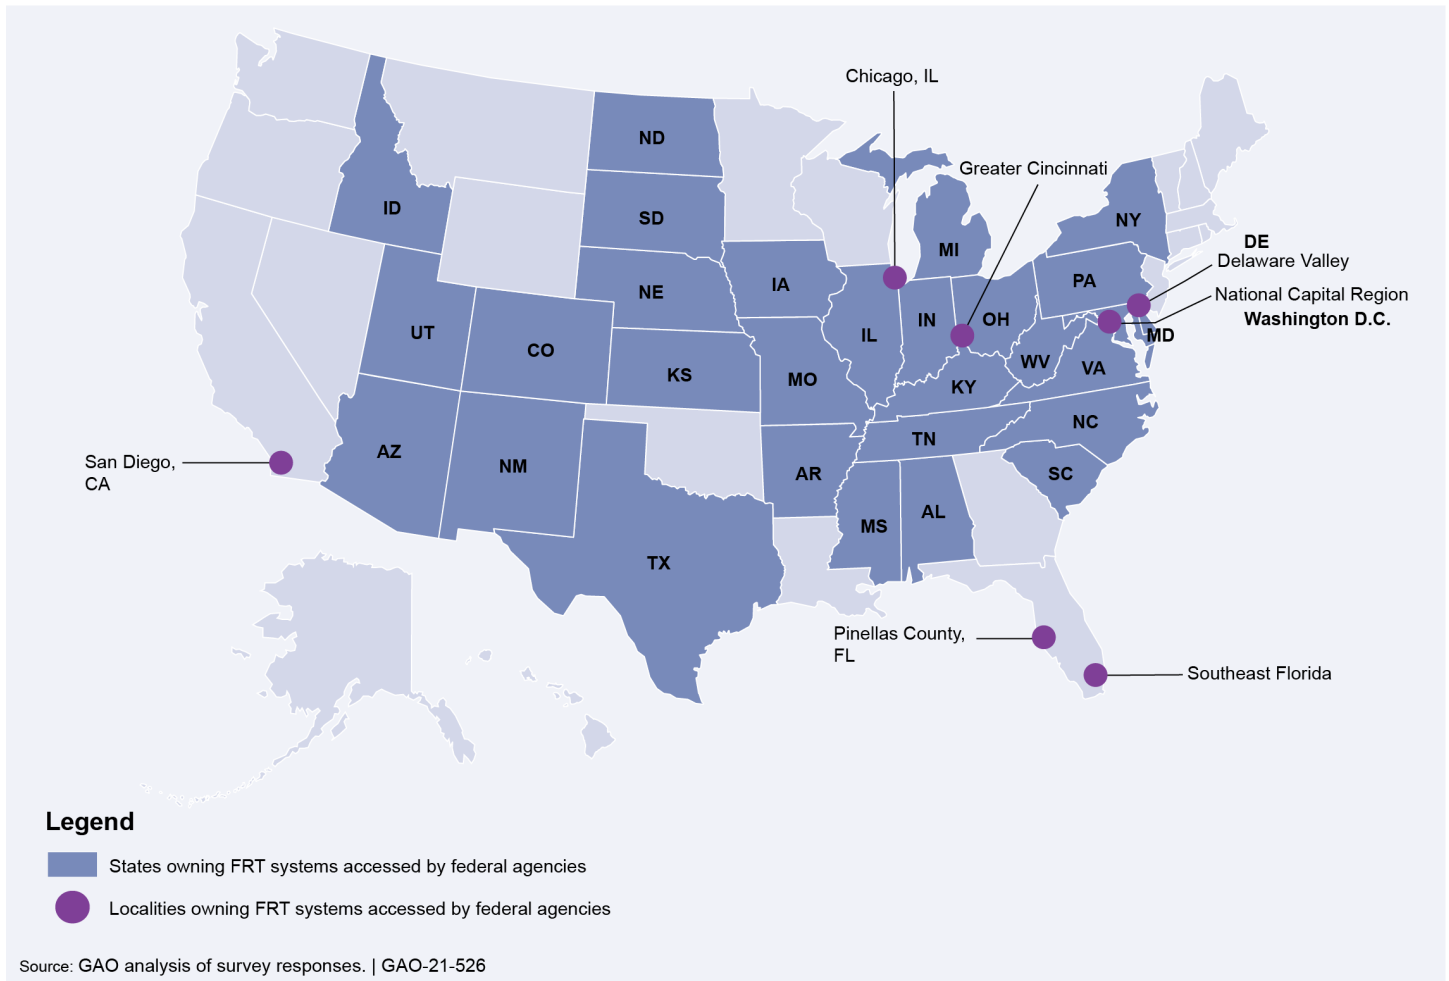 Chicago, IL
Greater Cincinnati
ND
ID
SD
NY
MI
DE
Delaware Valley
PA
IA
NE
National Capital Region
Washington D.C.
IN
OH
UT
IL
MD
CO
WV
VA
KS
MO
KY
NC
TN
AZ
San Diego,
CA
NM
AR
SC
AL
MS
TX
Pinellas County,
FL
Southeast Florida
Legend
States owning FRT systems accessed by federal agencies
Localities owning FRT systems accessed by federal agencies
Source: GAO analysis of survey responses. | GAO-21-526